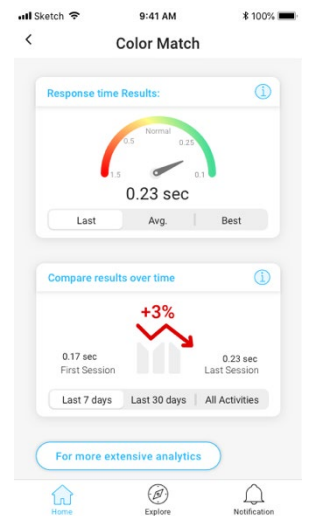 Sketch 9:41 AM 100%
Color Match
Response time Results:
Normal
0.5 0.25
1.5 0.1
0.23 sec
Last Avg. Best
Compare results over time
+3%
0.17 sec 0.23 sec
First Session Last Session
Last 7 days Last 30 days All Activities
For more extensive analytics
Home Explore Notification